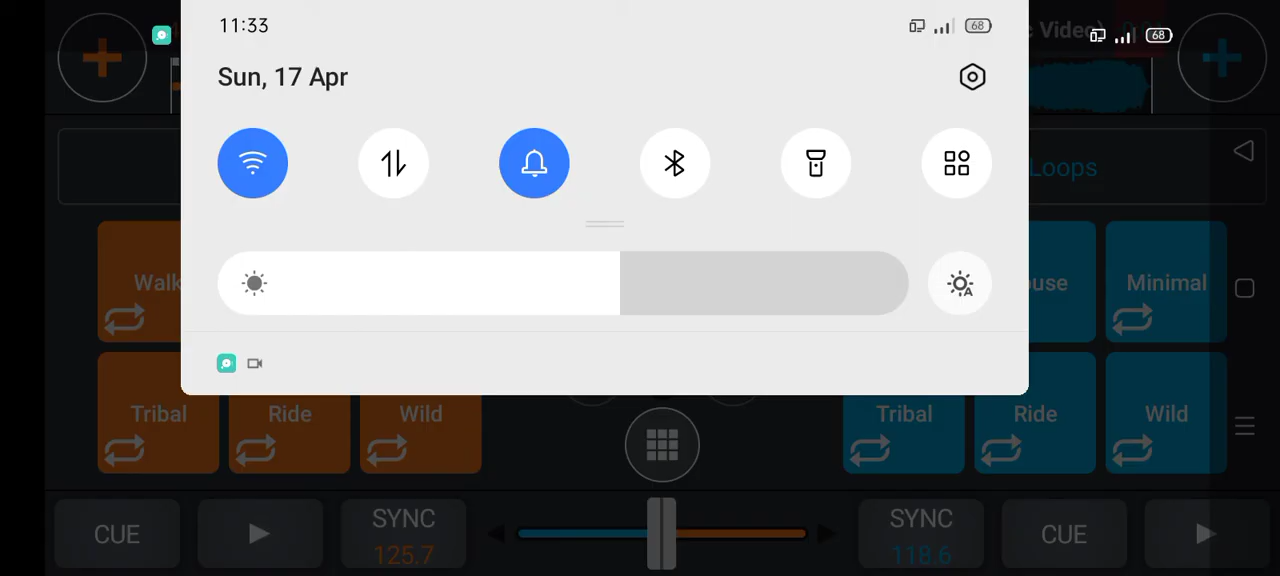 11:33
68
Video)
68
Sun, 17 Apr
Loops
Walk
use
Minimal
Tribal
Ride
Wild
Tribal
Ride
Wild
CUE
SYNC
125.7
SYNC
118.6
CUE